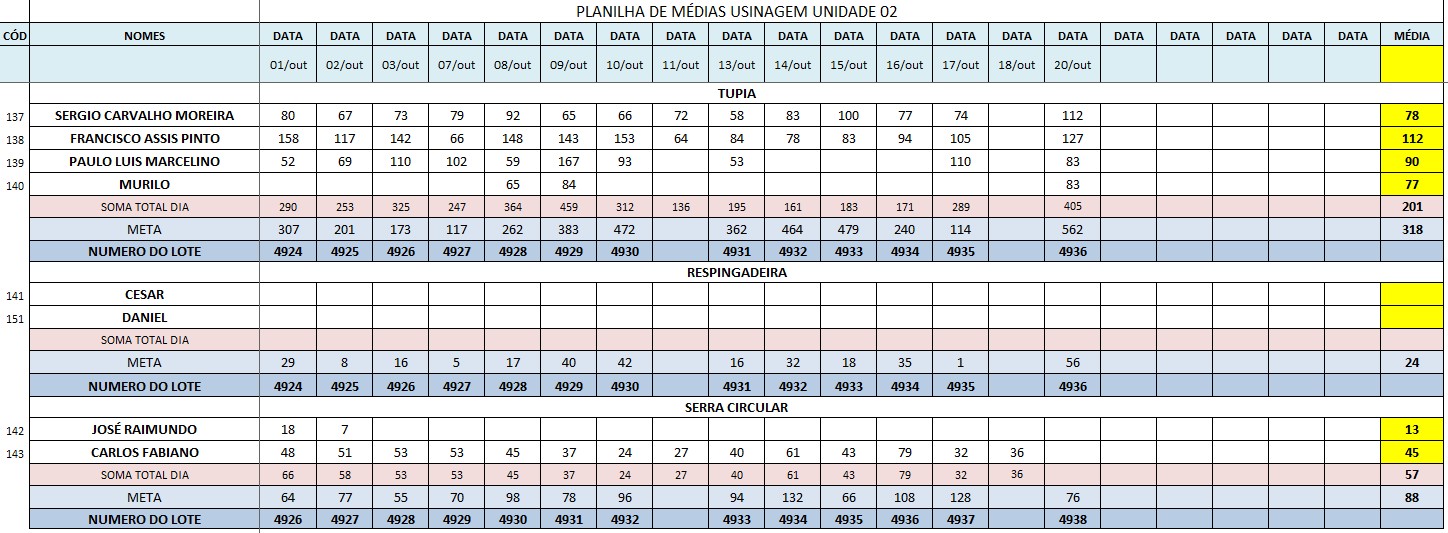 PLANILHA DE MÉDIAS USINAGEM UNIDADE 02
CÓD NOMES DATA DATA DATA DATA DATA DATA DATA DATA DATA DATA DATA DATA DATA DATA DATA DATA DATA DATA DATA DATA MÉDIA
01/out 02/out 03/out 07/out 08/out 09/out 10/out 11/out 13/out 14/out 15/out 16/out 17/out 18/out 20/out
TUPIA
137 SERGIO CARVALHO MOREIRA 80 67 73 79 92 65 66 72 58 83 100 77 74 112 78
138 FRANCISCO ASSIS PINTO 158 117 142 66 148 143 153 64 84 78 83 94 105 127 112
139 PAULO LUIS MARCELINO 52 69 110 102 59 167 93 53 110 83 90
140 MURILO 65 84 83 77
SOMA TOTAL DIA 290 253 325 247 364 459 312 136 195 161 183 171 289 405 201
META 307 201 173 117 262 383 472 362 464 479 240 114 562 318
NUMERO DO LOTE 4924 4925 4926 4927 4928 4929 4930 4931 4932 4933 4934 4935 4936
RESPINGADEIRA
141 CESAR
151 DANIEL
SOMA TOTAL DIA
META 29 8 16 5 17 40 42 16 32 18 35 1 56 24
NUMERO DO LOTE 4924 4925 4926 4927 4928 4929 4930 4931 4932 4933 4934 4935 4936
SERRA CIRCULAR
142 JOSÉ RAIMUNDO 18 7 13
143 CARLOS FABIANO 48 51 53 53 45 37 24 27 40 61 43 79 32 36 45
SOMA TOTAL DIA 66 58 53 53 45 37 24 27 40 61 43 79 32 36 57
META 64 77 55 70 98 78 96 94 132 66 108 128 76 88
NUMERO DO LOTE 4926 4927 4928 4929 4930 4931 4932 4933 4934 4935 4936 4937 4938